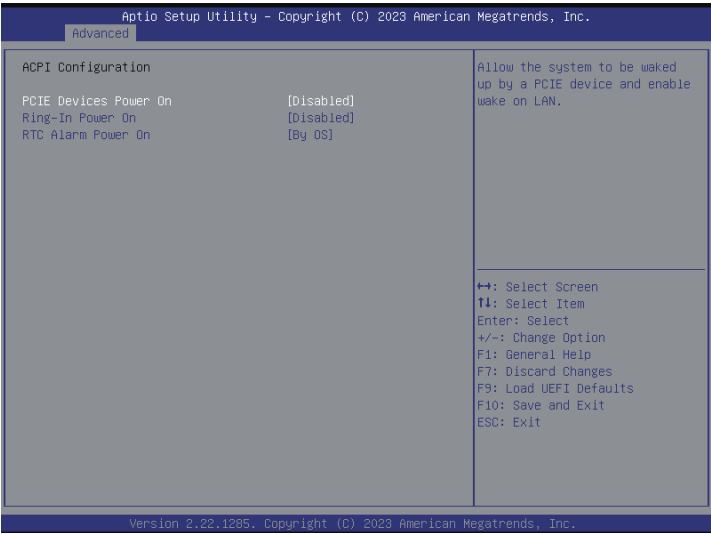 Aptio Setup Utility – Copyright (C) 2023 American Megatrends, Inc.
Advanced
ACPI Configuration
PCIE Devices Power On [Disabled]
Ring-In Power On [Disabled]
RTC Alarm Power On [By OS]
Allow the system to be waked
up by a PCIE device and enable
wake on LAN.
↔: Select Screen
↑↓: Select Item
Enter: Select
+/-: Change Option
F1: General Help
F7: Discard Changes
F9: Load UEFI Defaults
F10: Save and Exit
ESC: Exit
Version 2.22.1285. Copyright (C) 2023 American Megatrends, Inc.